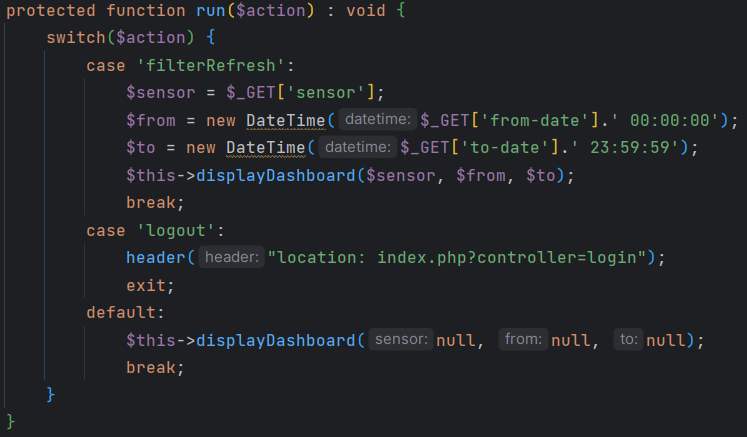 protected function run($action) : void {
    switch($action) {
        case 'filterRefresh':
            $sensor = $_GET['sensor'];
            $from = new DateTime( datetime: $_GET['from-date'].' 00:00:00');
            $to = new DateTime( datetime: $_GET['to-date'].' 23:59:59');
            $this->displayDashboard($sensor, $from, $to);
            break;
        case 'logout':
            header( header: "location: index.php?controller=login");
            exit;
        default:
            $this->displayDashboard( sensor: null, from: null, to: null);
            break;
    }
}